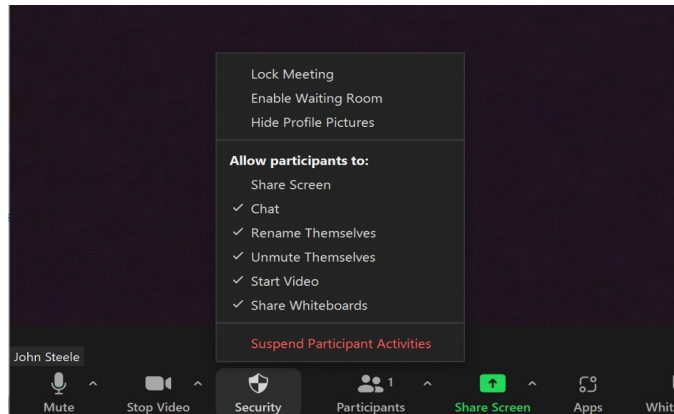 Lock Meeting
Enable Waiting Room
Hide Profile Pictures
Allow participants to:
Share Screen
✓ Chat
✓ Rename Themselves
✓ Unmute Themselves
✓ Start Video
✓ Share Whiteboards
Suspend Participant Activities
John Steele
1
Mute Stop Video Security Participants Share Screen Apps Whit